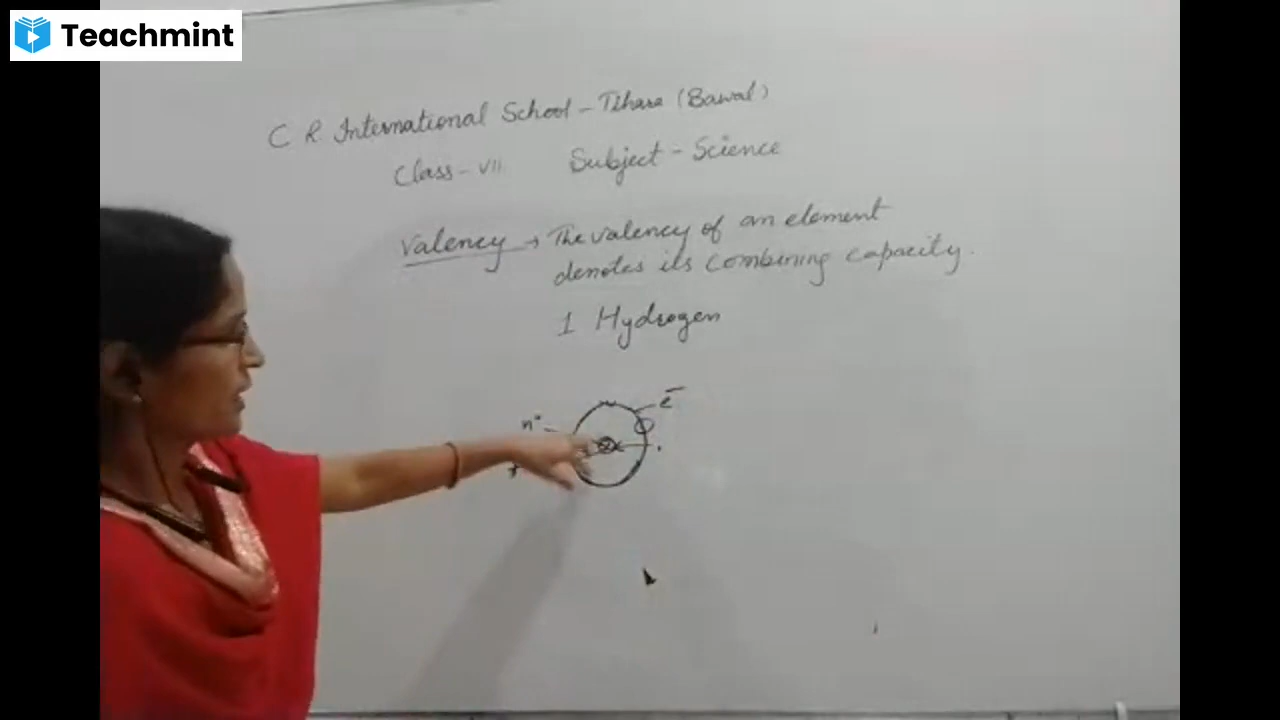 Teachmint
C R International School - Tihara (Bawal)
Class - VII Subject - Science
Valency → The valency of an element
denotes its combining capacity.
1 Hydrogen
e⁻
n°
+